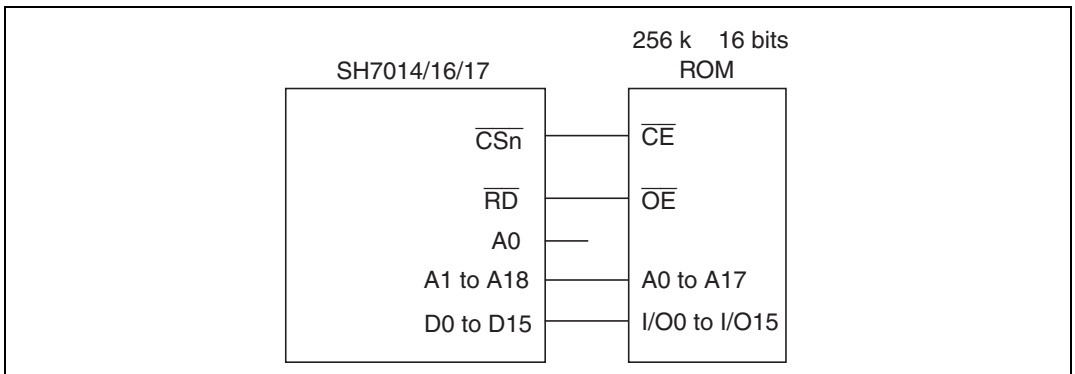 256 k 16 bits
SH7014/16/17
ROM
CSn
CE
RD
OE
A0
A1 to A18
A0 to A17
D0 to D15
I/O0 to I/O15